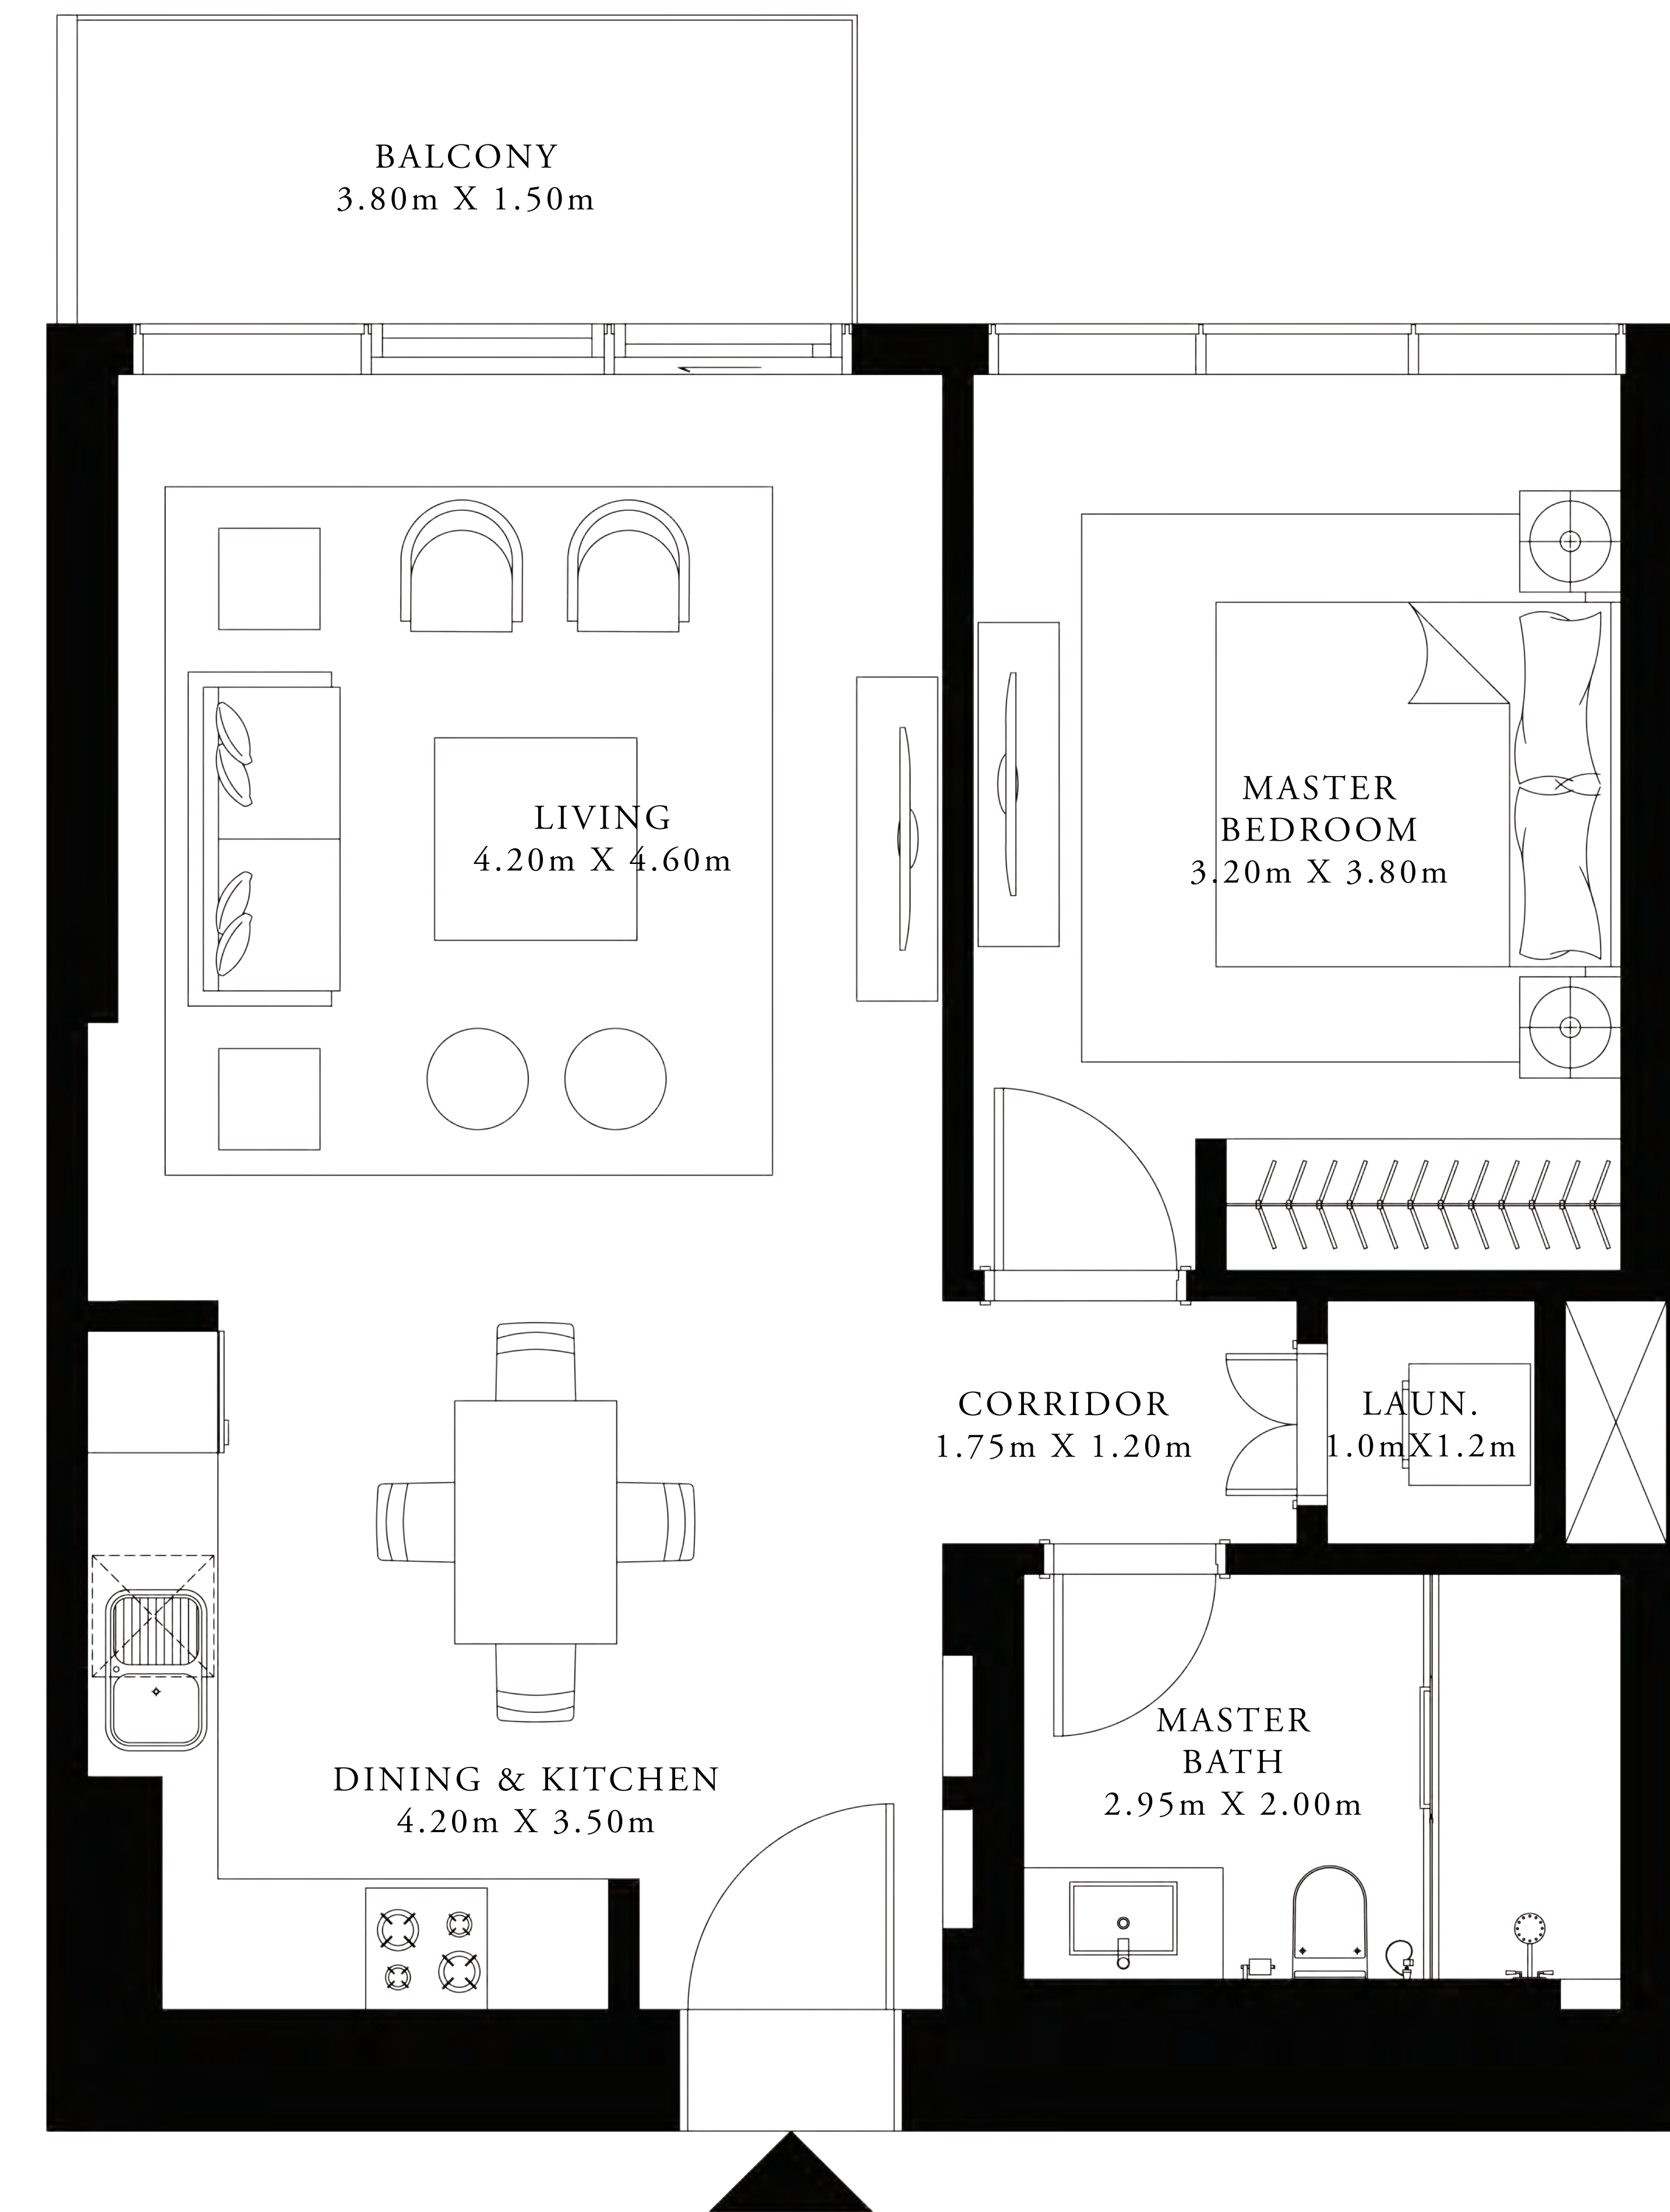 BALCONY
3.80m X 1.50m
LIVING
4.20m X 4.60m
MASTER
BEDROOM
3.20m X 3.80m
CORRIDOR
1.75m X 1.20m
LAUN.
1.0mX1.2m
MASTER
BATH
2.95m X 2.00m
DINING & KITCHEN
4.20m X 3.50m